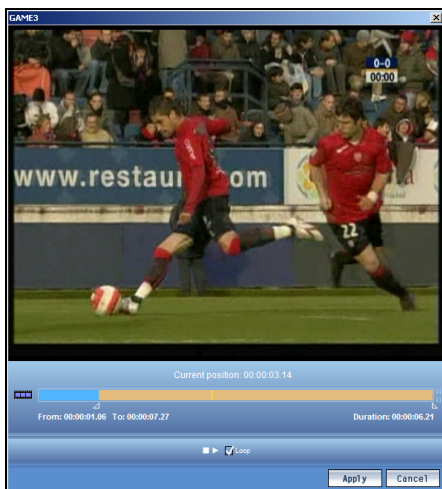 GAME3
0-0
00:00
www.restau om
22
Current position: 00:00:03.14
From: 00:00:01.06 To: 00:00:07.27 Duration: 00:00:06.21
Loop
Apply Cancel